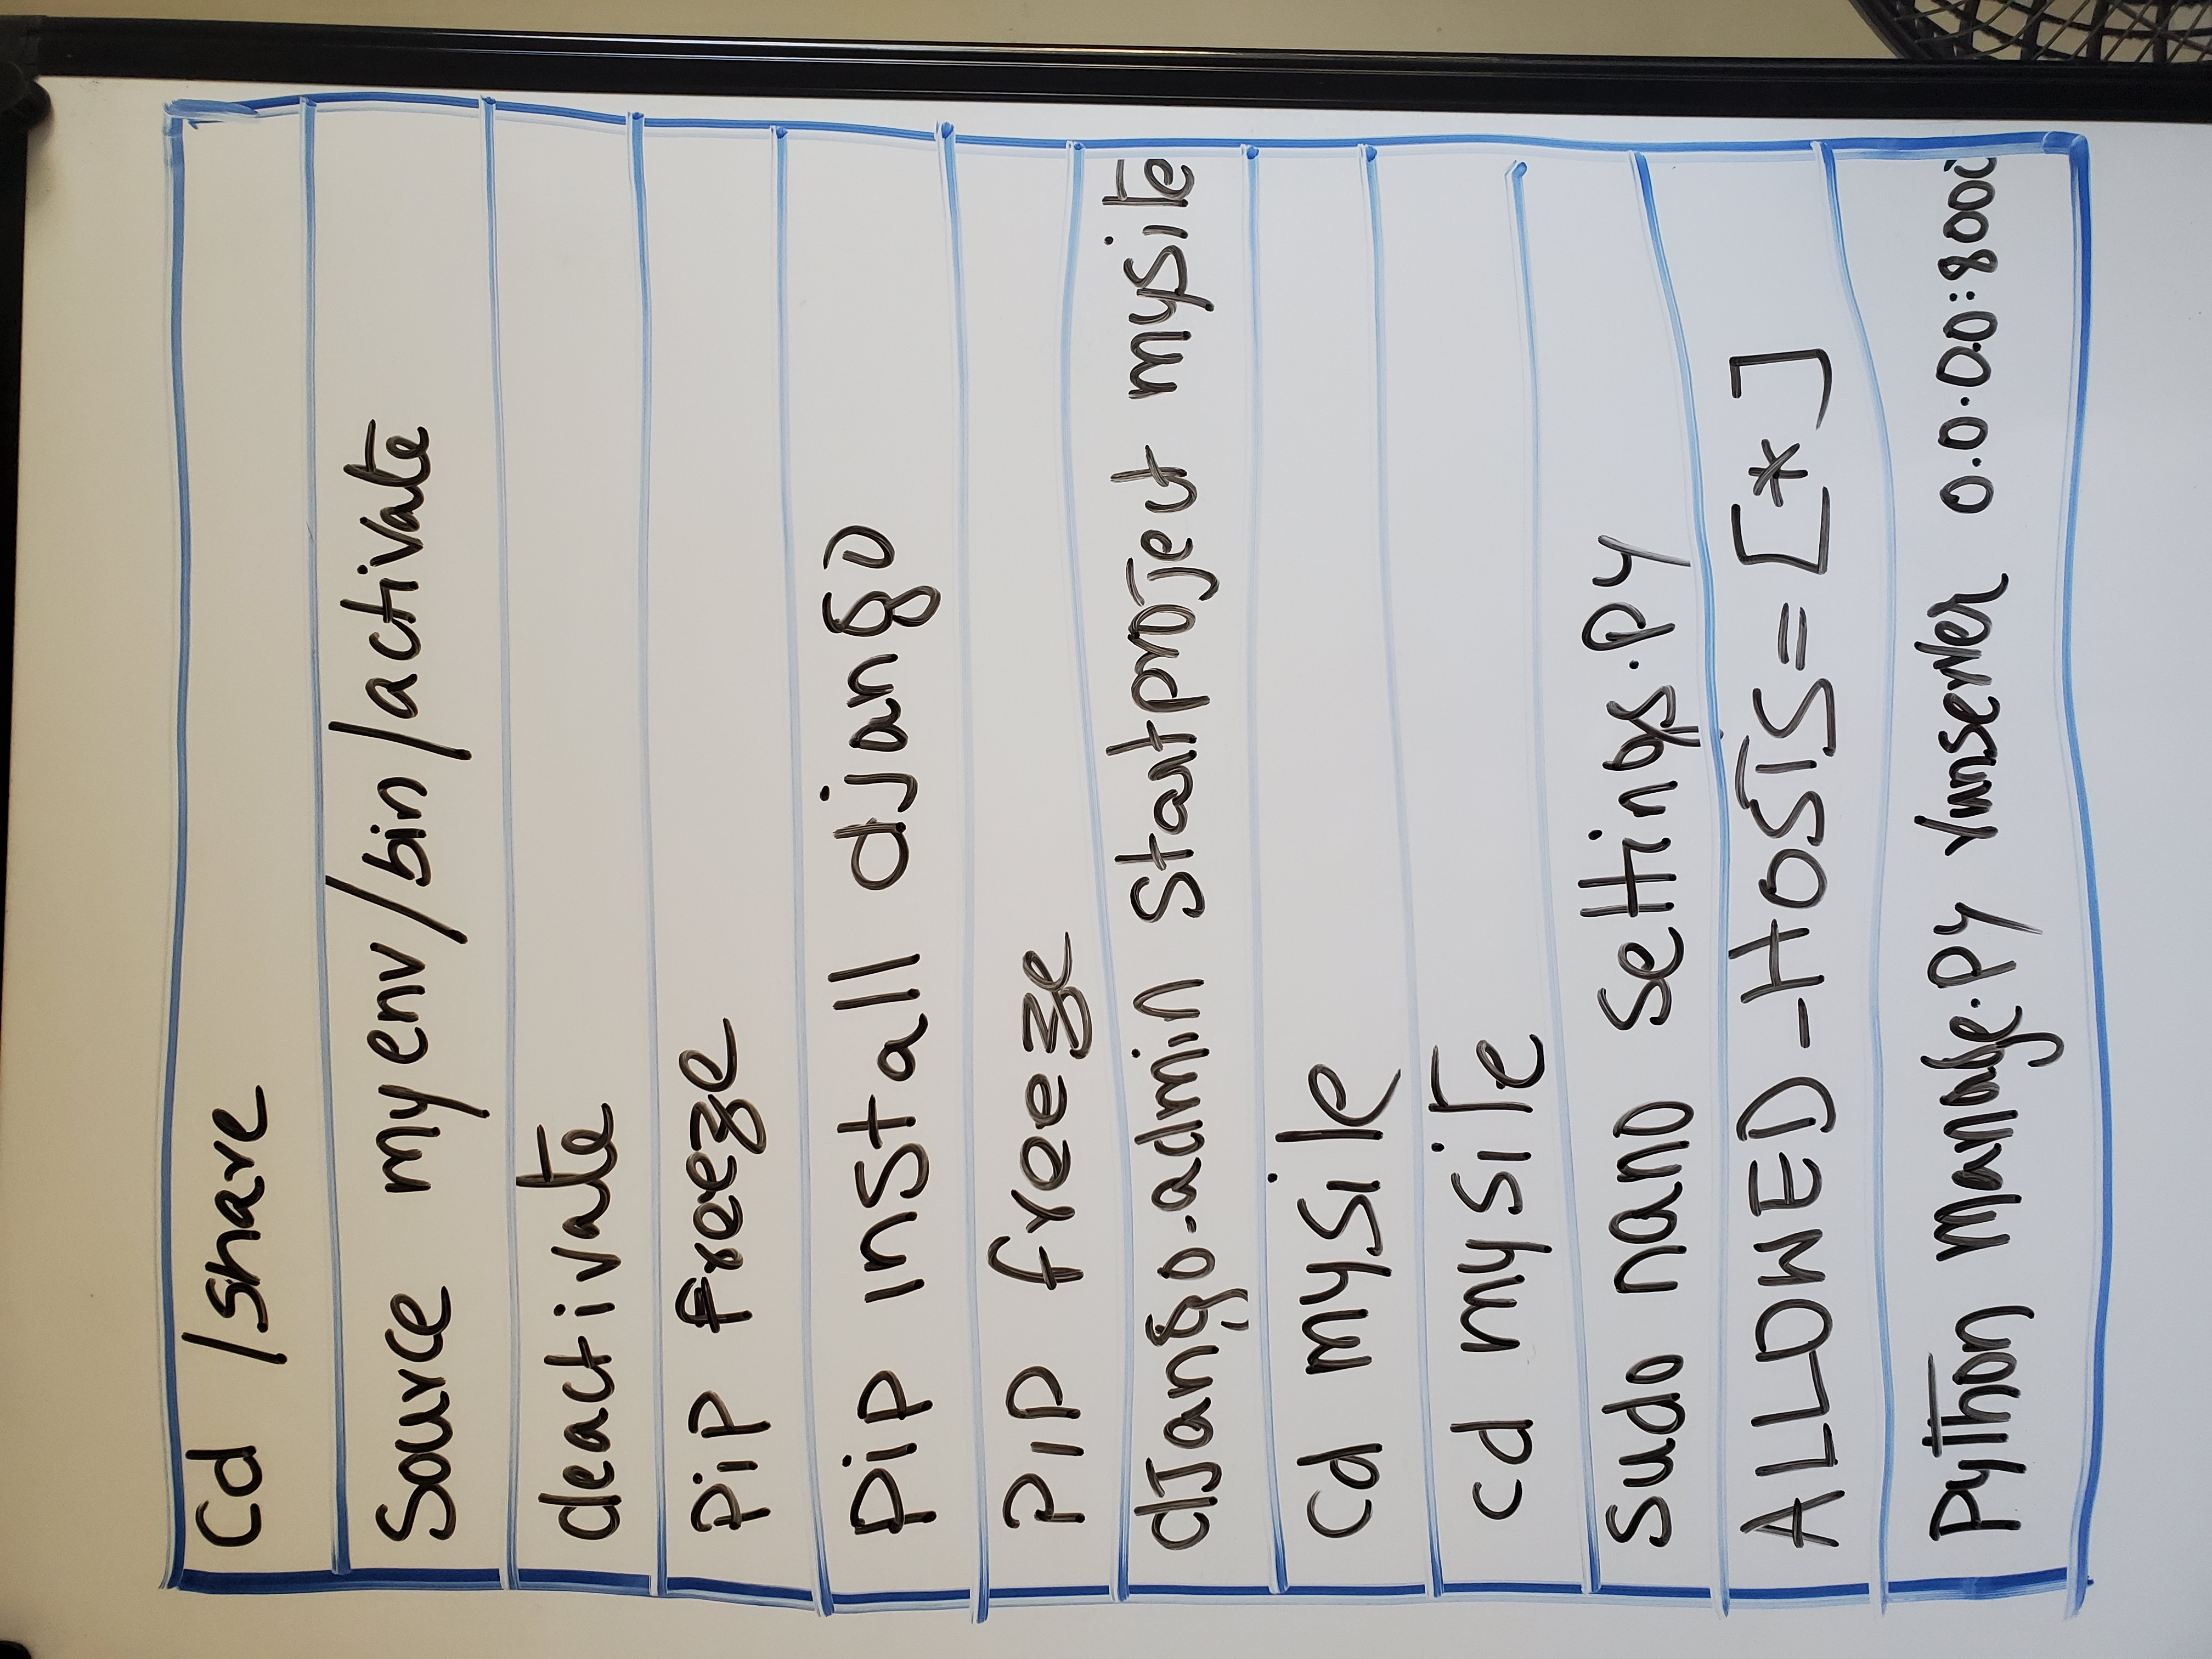 cd /share
Source myenv/bin/activate
deactivate
pip freeze
pip install django
pip freeze
django-admin startproject mysite
cd mysite
cd mysite
sudo nano settings.py
ALLOWED_HOSTS=[*]
Python manage.py runserver 0.0.0.0:8000